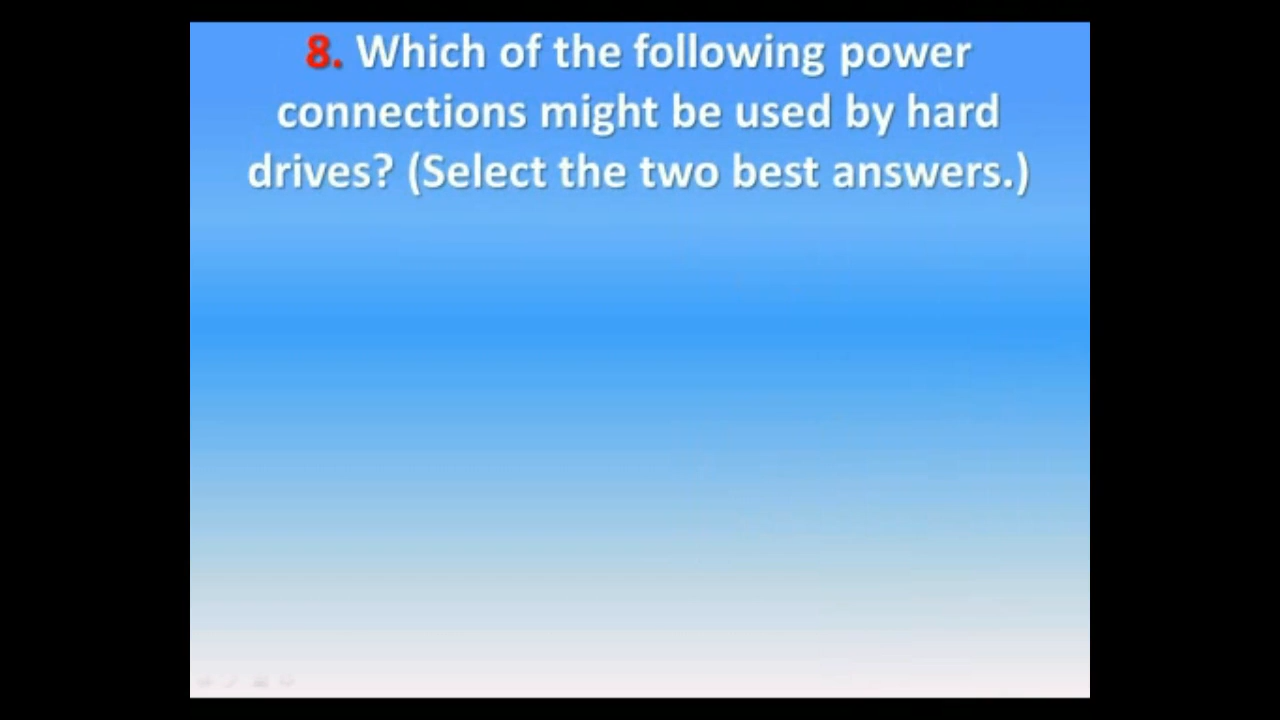 8. Which of the following power
connections might be used by hard
drives? (Select the two best answers.)